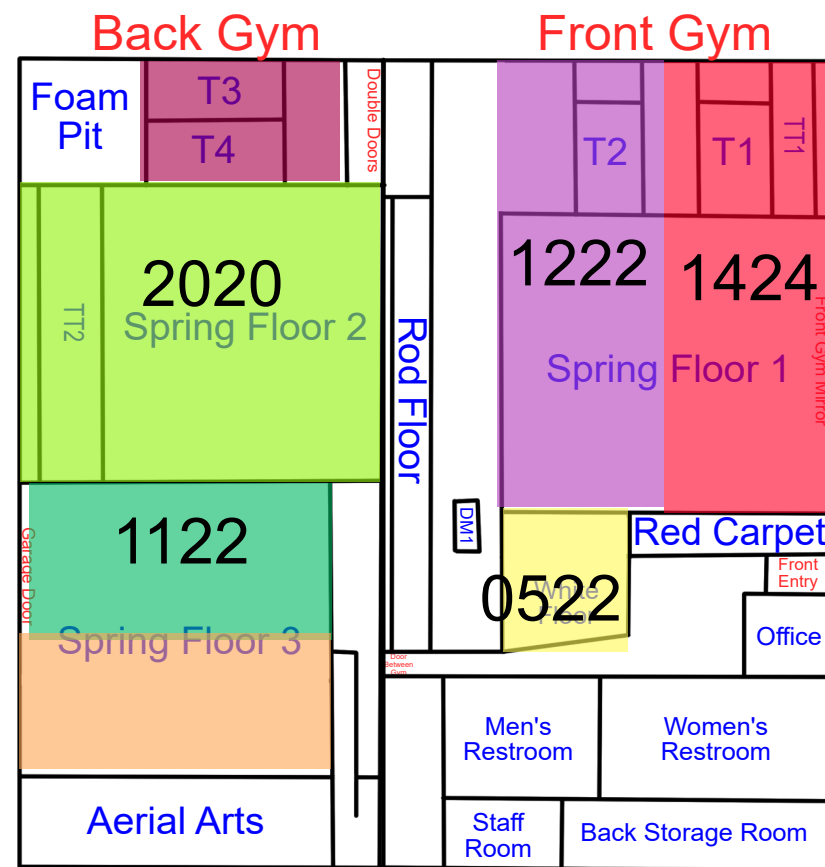 Back Gym
Front Gym
Foam
Pit
T3
T4
Double Doors
T2
T1
TT1
2020
1222
1424
TT2
Spring Floor 2
Rod Floor
Spring Floor 1
Front Gym Mirror
1122
DM1
Red Carpet
Garage Door
0522
White
Floor
Front
Entry
Spring Floor 3
Door
Between
Gym
Office
Men's
Restroom
Women's
Restroom
Aerial Arts
Staff
Room
Back Storage Room